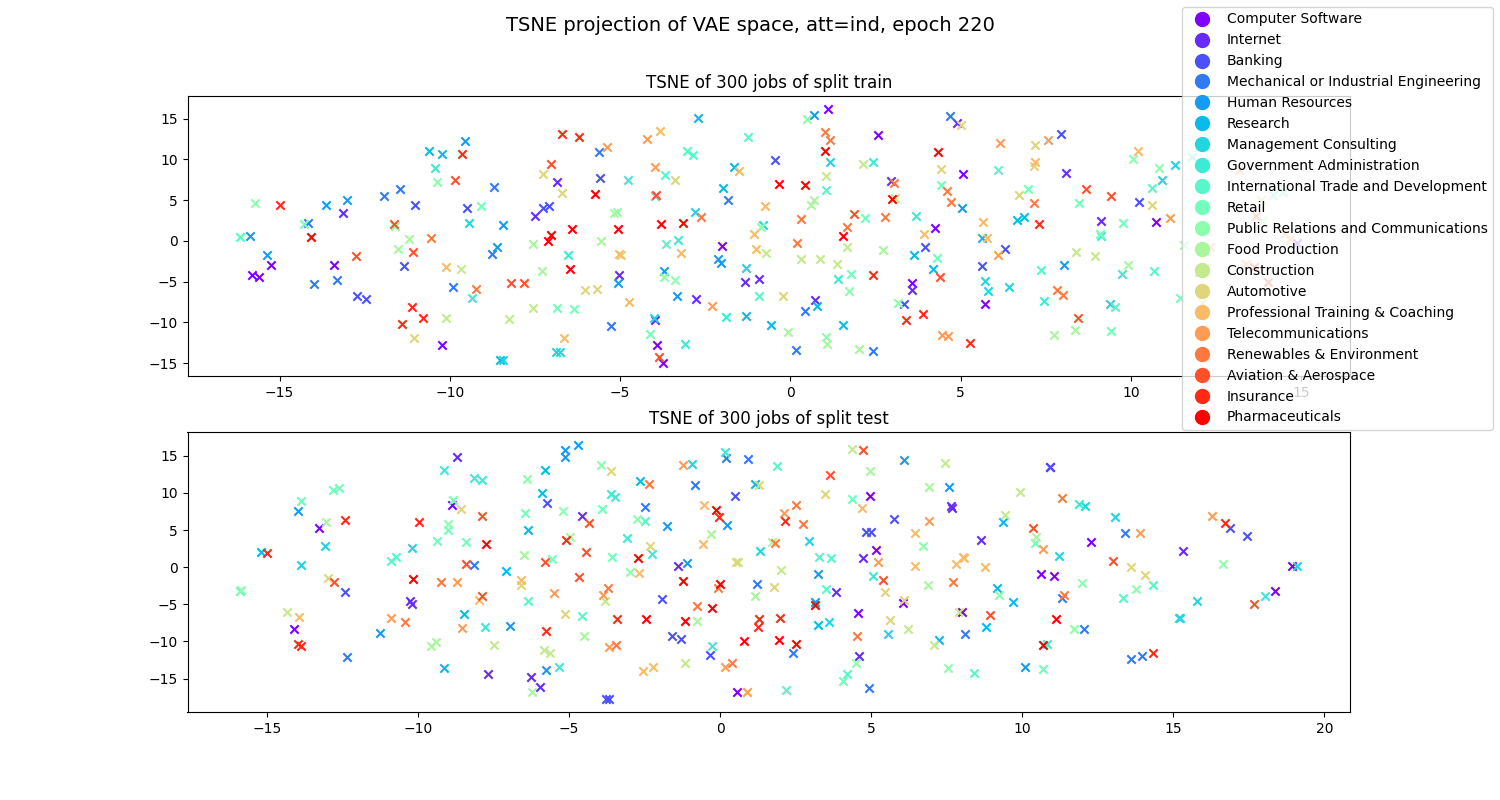 TSNE projection of VAE space, att=ind, epoch 220
TSNE of 300 jobs of split train
15
10
5
0
−5
−10
−15
−15
−10
−5
0
5
10
15
Computer Software
Internet
Banking
Mechanical or Industrial Engineering
Human Resources
Research
Management Consulting
Government Administration
International Trade and Development
Retail
Public Relations and Communications
Food Production
Construction
Automotive
Professional Training & Coaching
Telecommunications
Renewables & Environment
Aviation & Aerospace
Insurance
Pharmaceuticals
TSNE of 300 jobs of split test
15
10
5
0
−5
−10
−15
−15
−10
−5
0
5
10
15
20